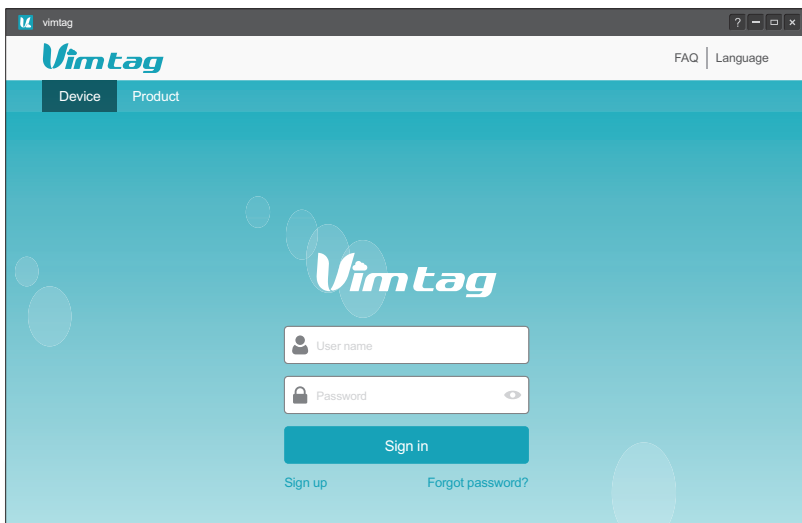 vimtag
?
Vimtag
FAQ Language
Device Product
Vimtag
User name
Password
Sign in
Sign up Forgot password?